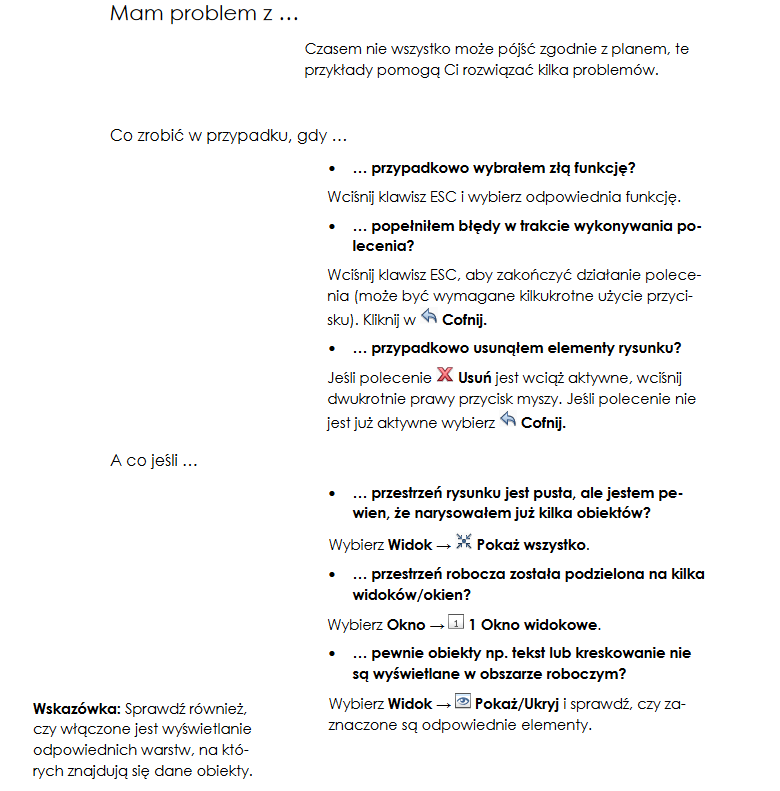 Mam problem z …
Czasem nie wszystko może pójść zgodnie z planem, te
przykłady pomogą Ci rozwiązać kilka problemów.
Co zrobić w przypadku, gdy …
• … przypadkowo wybrałem złą funkcję?
Wciśnij klawisz ESC i wybierz odpowiednia funkcję.
• … popełniłem błędy w trakcie wykonywania po-
lecenia?
Wciśnij klawisz ESC, aby zakończyć działanie polece-
nia (może być wymagane kilkukrotne użycie przyci-
sku). Kliknij w Cofnij.
• … przypadkowo usunąłem elementy rysunku?
Jeśli polecenie Usuń jest wciąż aktywne, wciśnij
dwukrotnie prawy przycisk myszy. Jeśli polecenie nie
jest już aktywne wybierz Cofnij.
A co jeśli …
• … przestrzeń rysunku jest pusta, ale jestem pe-
wien, że narysowałem już kilka obiektów?
Wybierz Widok → Pokaż wszystko.
• … przestrzeń robocza została podzielona na kilka
widoków/okien?
Wybierz Okno → 1 1 Okno widokowe.
• … pewnie obiekty np. tekst lub kreskowanie nie
są wyświetlane w obszarze roboczym?
Wybierz Widok → Pokaż/Ukryj i sprawdź, czy za-
znaczone są odpowiednie elementy.
Wskazówka: Sprawdź również,
czy włączone jest wyświetlanie
odpowiednich warstw, na któ-
rych znajdują się dane obiekty.